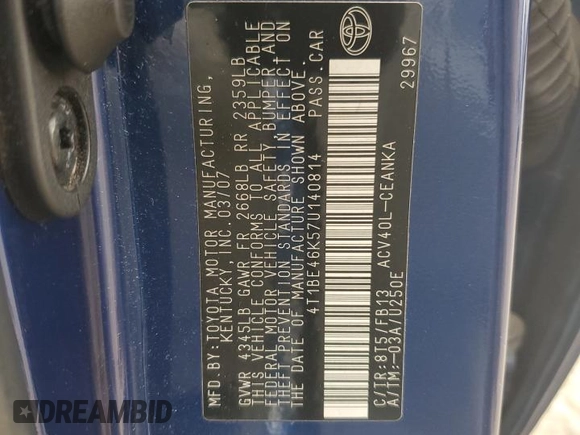 MFD.BY:TOYOTA MOTOR MANUFACTURING,
KENTUCKY, INC. 03/07
GVWR 4345LB GAWR FR 2668LB RR 2359LB
THIS VEHICLE CONFORMS TO ALL APPLICABLE
FEDERAL MOTOR VEHICLE SAFETY, BUMPER, AND
THEFT PREVENTION STANDARDS IN EFFECT ON
THE DATE OF MANUFACTURE SHOWN ABOVE.
4T1BE46K57U140814 PASS.CAR
C/TR:8T5/FB13 ACV40L-CEANKA
A/TM:-03A/U250E 29967
DREAMBID